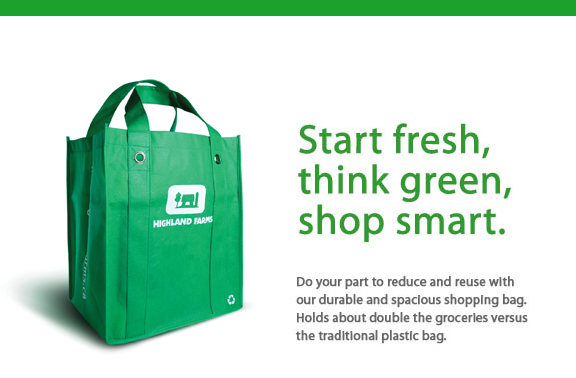 HIGHLAND FARMS
Start fresh,
think green,
shop smart.
Do your part to reduce and reuse with
our durable and spacious shopping bag.
Holds about double the groceries versus
the traditional plastic bag.